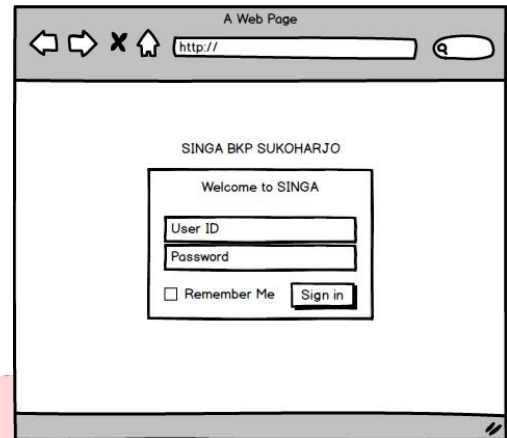 A Web Page
http://
SINGA BKP SUKOHARJO
Welcome to SINGA
User ID
Password
Remember Me Sign in